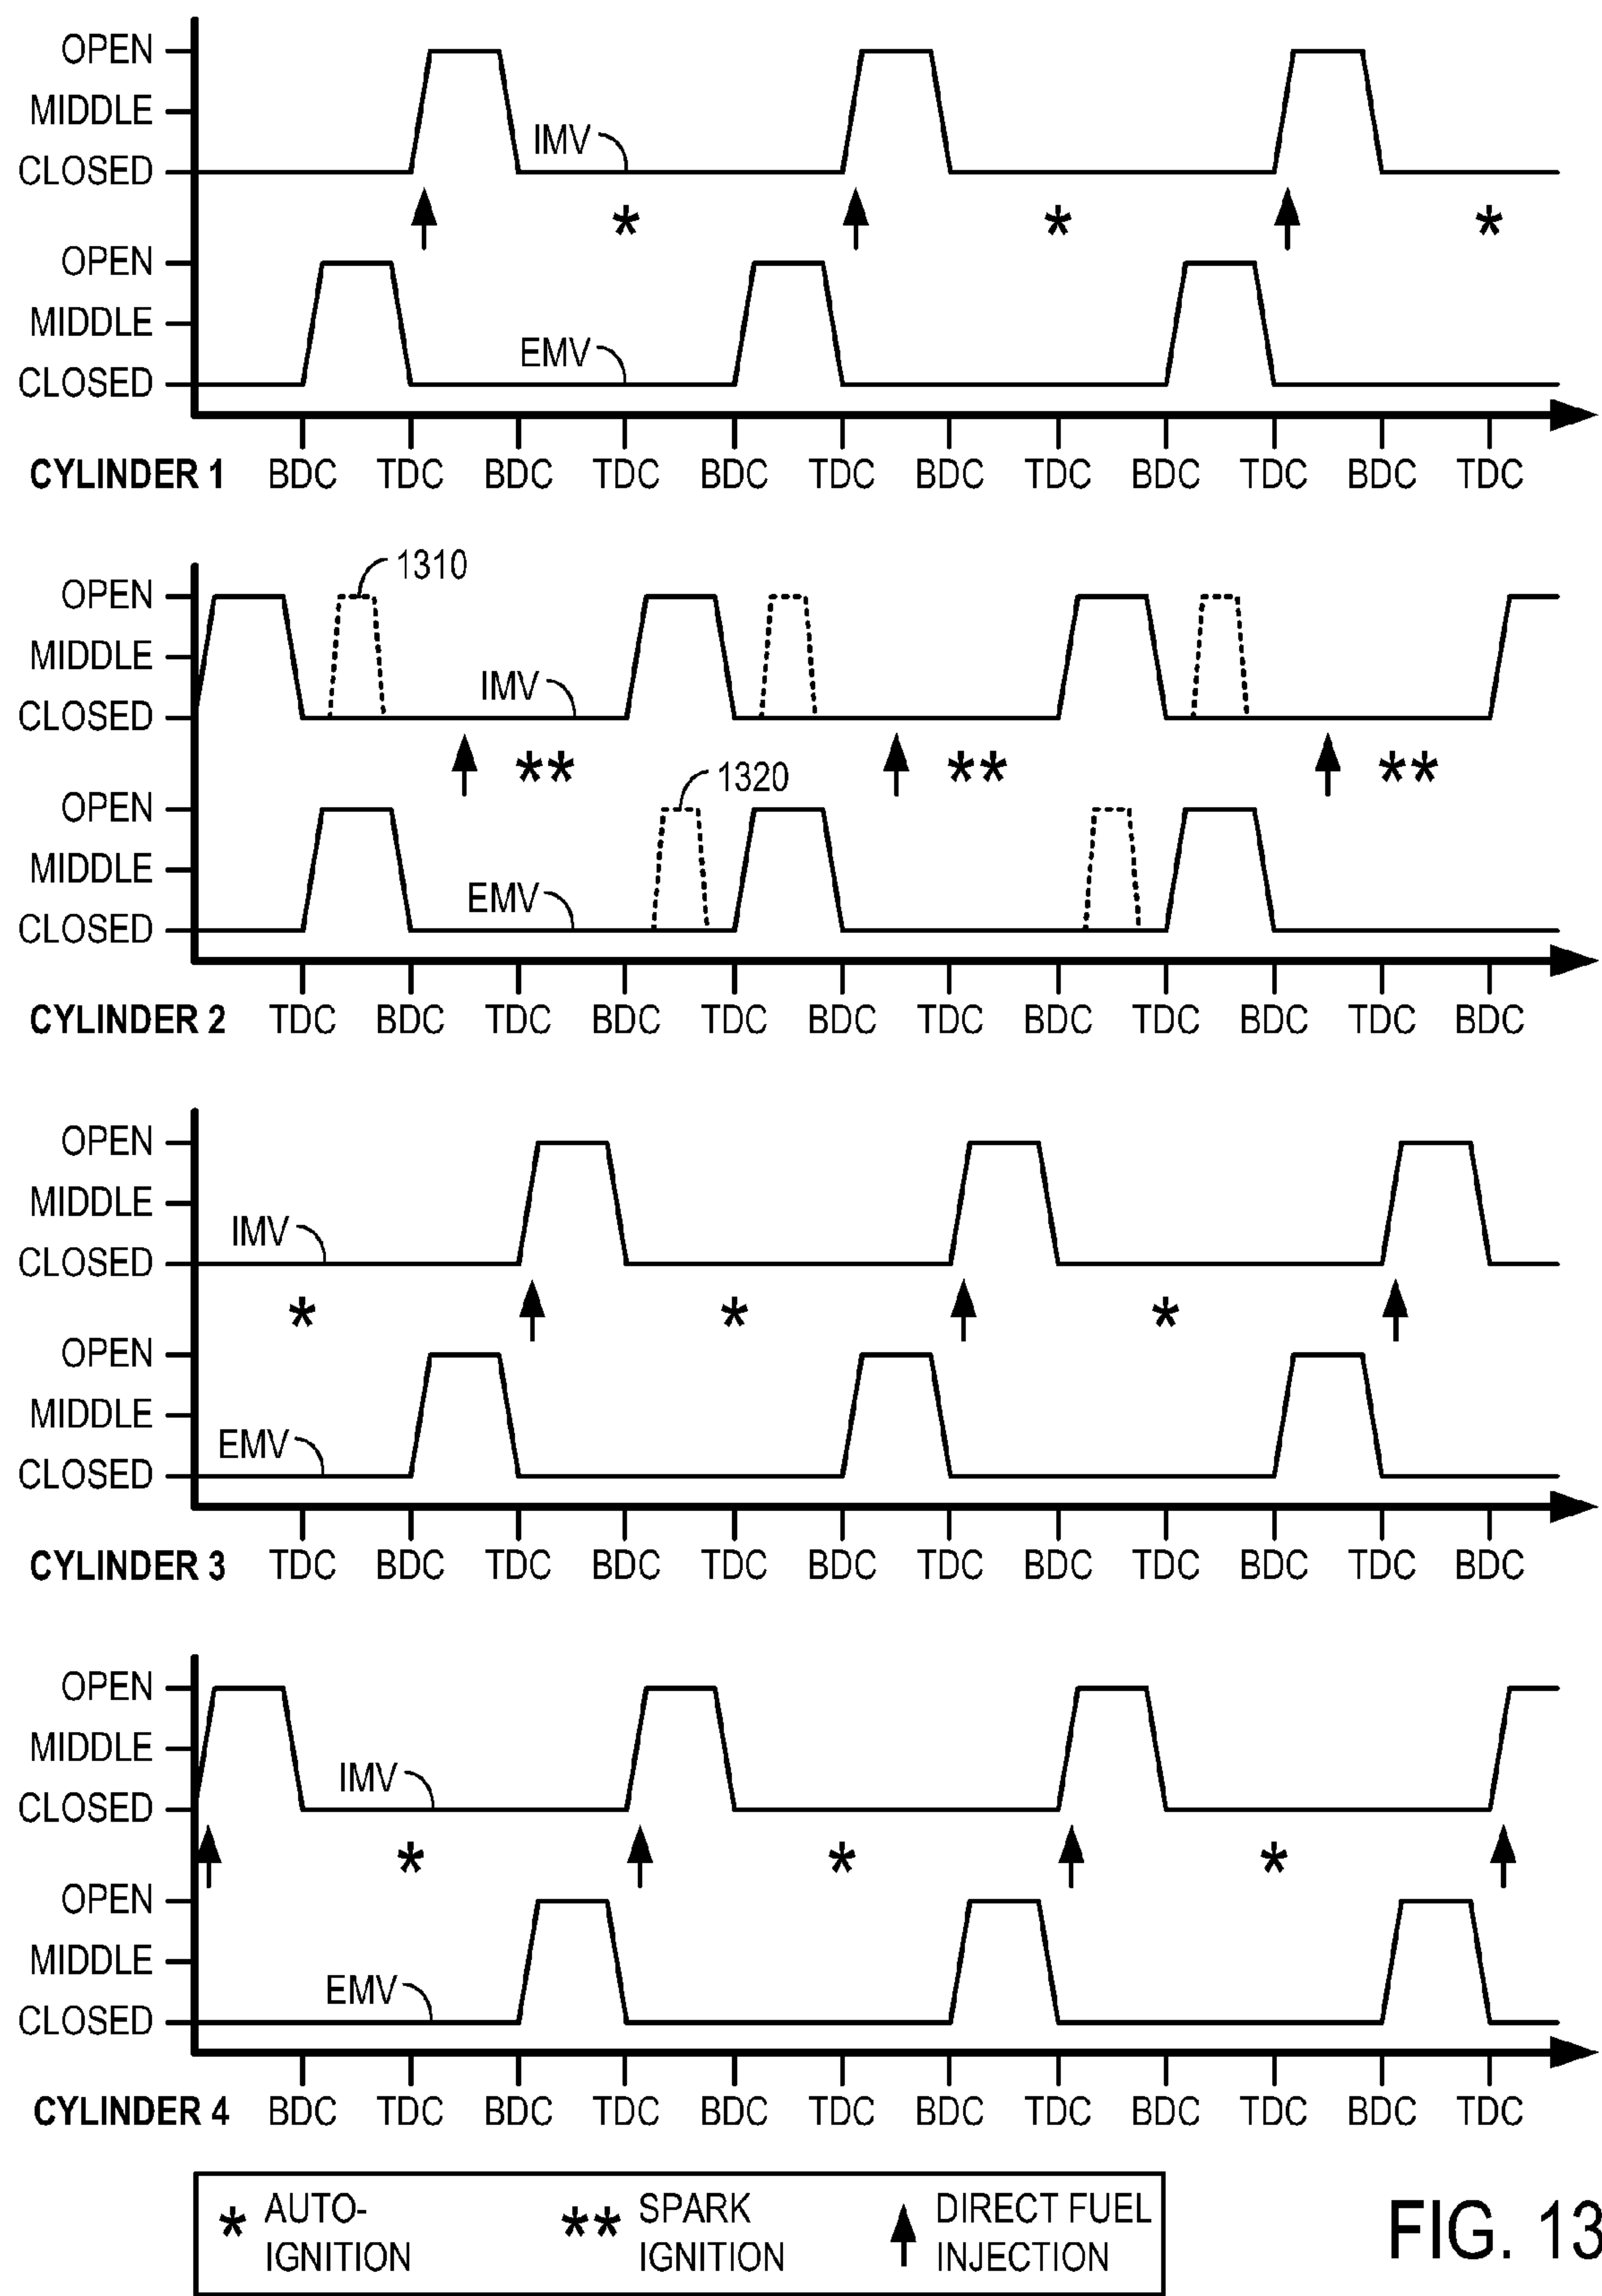 OPEN
MIDDLE
IMV
CLOSED
*
*
*
OPEN
MIDDLE
EMV
CLOSED
CYLINDER 1 BDC TDC BDC TDC BDC TDC BDC TDC BDC TDC BDC TDC
1310
OPEN
MIDDLE
IMV
CLOSED
**
**
**
1320
OPEN
MIDDLE
EMV
CLOSED
CYLINDER 2 TDC BDC TDC BDC TDC BDC TDC BDC TDC BDC TDC BDC
OPEN
MIDDLE
IMV
CLOSED
*
*
*
OPEN
MIDDLE
EMV
CLOSED
CYLINDER 3 TDC BDC TDC BDC TDC BDC TDC BDC TDC BDC TDC BDC
OPEN
MIDDLE
IMV
CLOSED
*
*
*
OPEN
MIDDLE
EMV
CLOSED
CYLINDER 4 BDC TDC BDC TDC BDC TDC BDC TDC BDC TDC BDC TDC
* AUTO-
IGNITION
** SPARK
IGNITION
DIRECT FUEL
INJECTION
FIG. 13